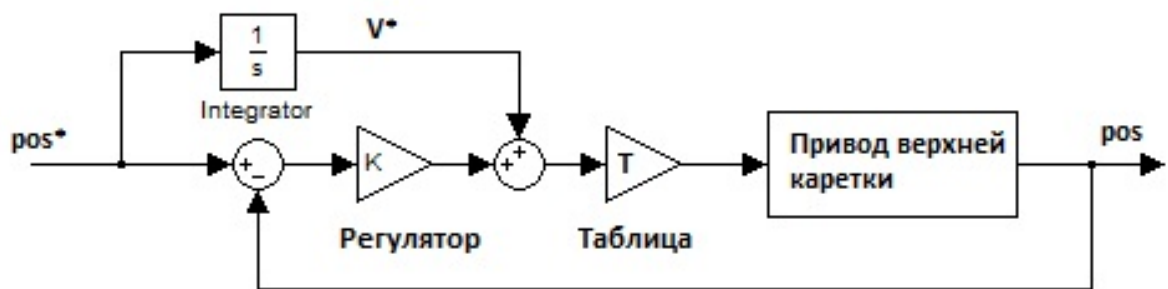 1
s
V*
Integrator
pos*
+
−
K
+
+
T
Привод верхней
каретки
pos
Регулятор
Таблица